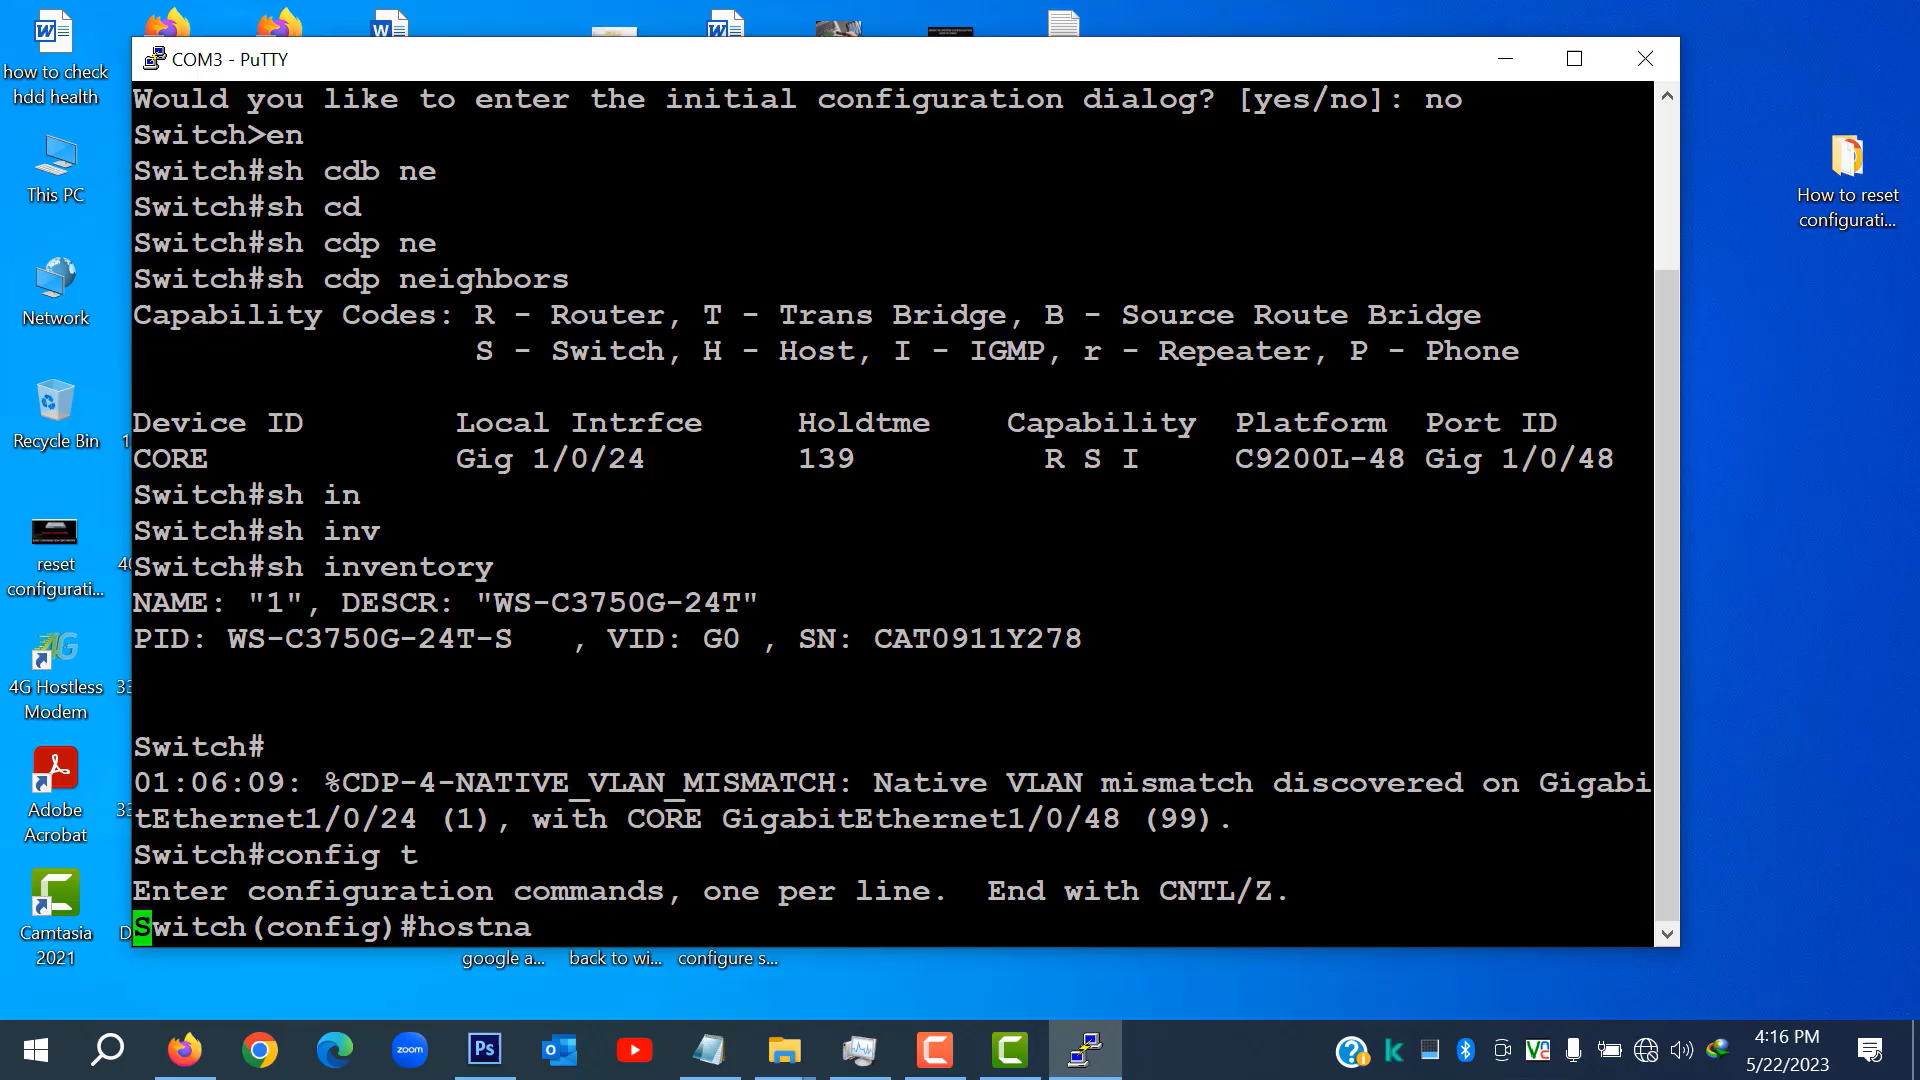 how to check
hdd health
This PC
Network
Recycle Bin
reset
configurati...
4G Hostless
Modem
Adobe
Acrobat
Camtasia
2021
COM3 - PuTTY
Would you like to enter the initial configuration dialog? [yes/no]: no
Switch>en
Switch#sh cdb ne
Switch#sh cd
Switch#sh cdp ne
Switch#sh cdp neighbors
Capability Codes: R - Router, T - Trans Bridge, B - Source Route Bridge
S - Switch, H - Host, I - IGMP, r - Repeater, P - Phone
Device ID Local Intrfce Holdtme Capability Platform Port ID
CORE Gig 1/0/24 139 R S I C9200L-48 Gig 1/0/48
Switch#sh in
Switch#sh inv
Switch#sh inventory
NAME: "1", DESCR: "WS-C3750G-24T"
PID: WS-C3750G-24T-S , VID: G0 , SN: CAT0911Y278
Switch#
01:06:09: %CDP-4-NATIVE_VLAN_MISMATCH: Native VLAN mismatch discovered on Gigabi
tEthernet1/0/24 (1), with CORE GigabitEthernet1/0/48 (99).
Switch#config t
Enter configuration commands, one per line. End with CNTL/Z.
Switch(config)#hostna
google a... back to wi... configure s...
How to reset
configurati...
zoom
Ps
4:16 PM
5/22/2023